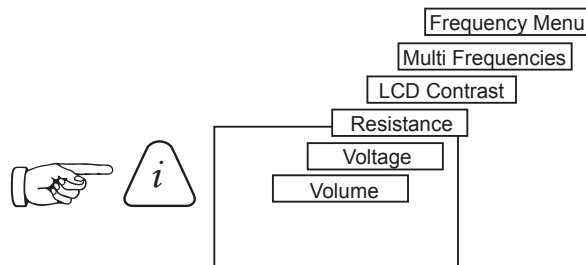 Frequency Menu
Multi Frequencies
LCD Contrast
Resistance
Voltage
i
Volume